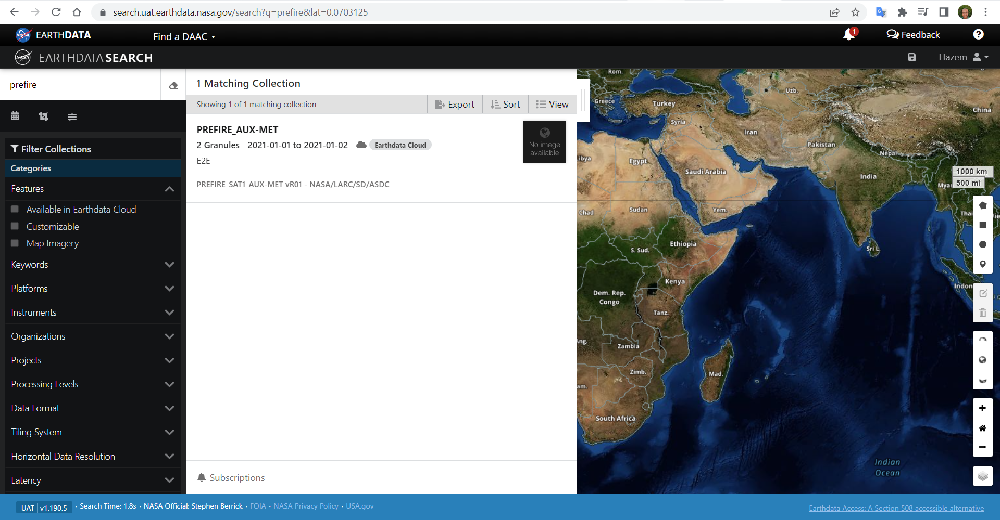 search.uat.earthdata.nasa.gov/search?q=prefire&lat=0.0703125
NASA EARTHDATA
Find a DAAC
1
Feedback
?
NASA EARTHDATA SEARCH
Hazem
prefire
Filter Collections
Categories
Features
Available in Earthdata Cloud
Customizable
Map Imagery
Keywords
Platforms
Instruments
Organizations
Projects
Processing Levels
Data Format
Tiling System
Horizontal Data Resolution
Latency
1 Matching Collection
Showing 1 of 1 matching collection
Export
Sort
View
PREFIRE_AUX-MET
2 Granules 2021-01-01 to 2021-01-02 Earthdata Cloud
E2E
PREFIRE_SAT1_AUX-MET vR01 - NASA/LARC/SD/ASDC
No image
available
Subscriptions
Rom.
Uzb.
Greece
Turkey
China
Syria
Iran
Pakistan
Nepal
Libya
Egypt
Saudi Arabia
India
1000 km
500 mi
Myan
Chad
Sudan
Yem.
Thai
Vie
Ethiopia
S. Sud.
Sri L.
Kenya
Indon
Dem. Rep.
Congo
Tanz.
Ang.
Zambia
Zimb.
Mad.
am.
South Africa
Indian
Ocean
UAT v1.190.5 · Search Time: 1.8s · NASA Official: Stephen Berrick · FOIA · NASA Privacy Policy · USA.gov
Earthdata Access: A Section 508 accessible alternative